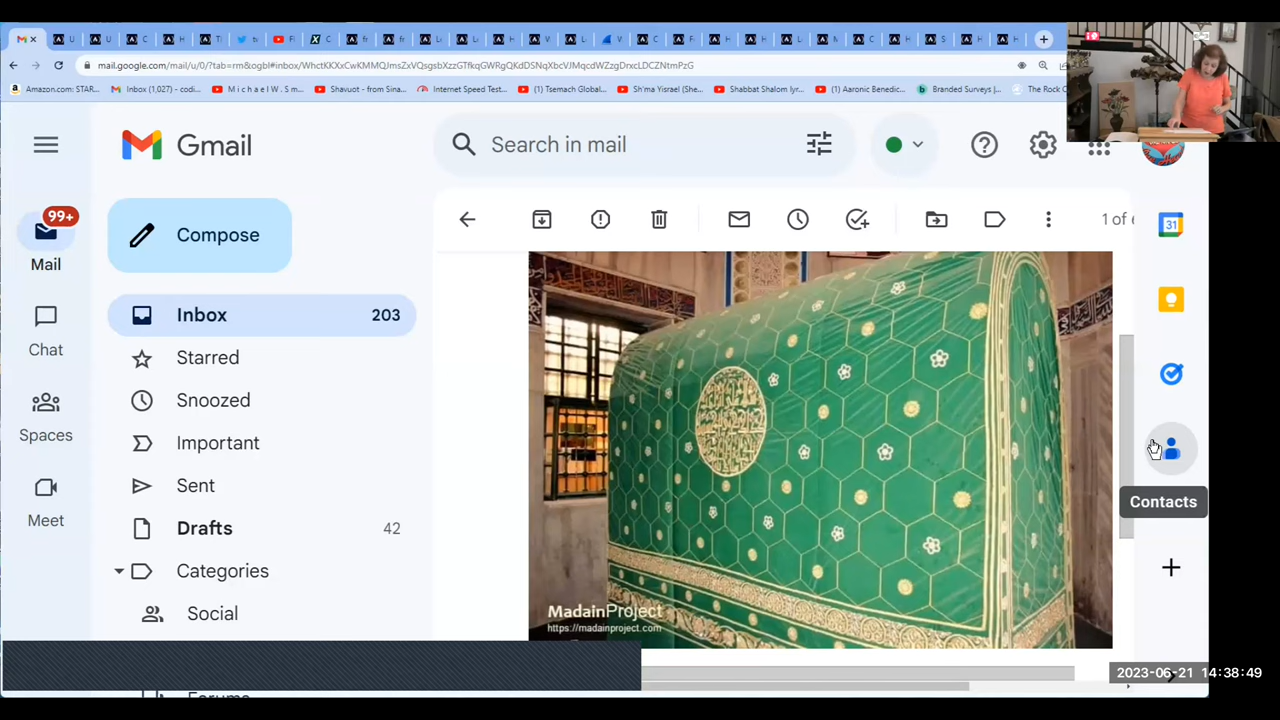 mail.google.com/mail/u/0/?tab=rm&ogbl#inbox/WhctKKXxCwKMMQJmsZxVQsgsbXzzGTfkqGWRgQKdDSNqXbcVJMqcdWZzgDrxcLDCZNtmPzG
Amazon.com: STAR...
Inbox (1,027) - codi...
M i c h a e l W . S m...
Shavuot - from Sina...
Internet Speed Test...
(1) Tsemach Global...
Sh'ma Yisrael (She...
Shabbat Shalom lyr...
(1) Aaronic Benedic...
Branded Surveys |...
The Rock
Gmail
Search in mail
99+
Mail
Compose
1 of 6
31
Inbox 203
Chat
Starred
Snoozed
Spaces
Important
Sent
Contacts
Meet
Drafts 42
Categories
Social
MadainProject
https://madainproject.com
2023-06-21 14:38:49